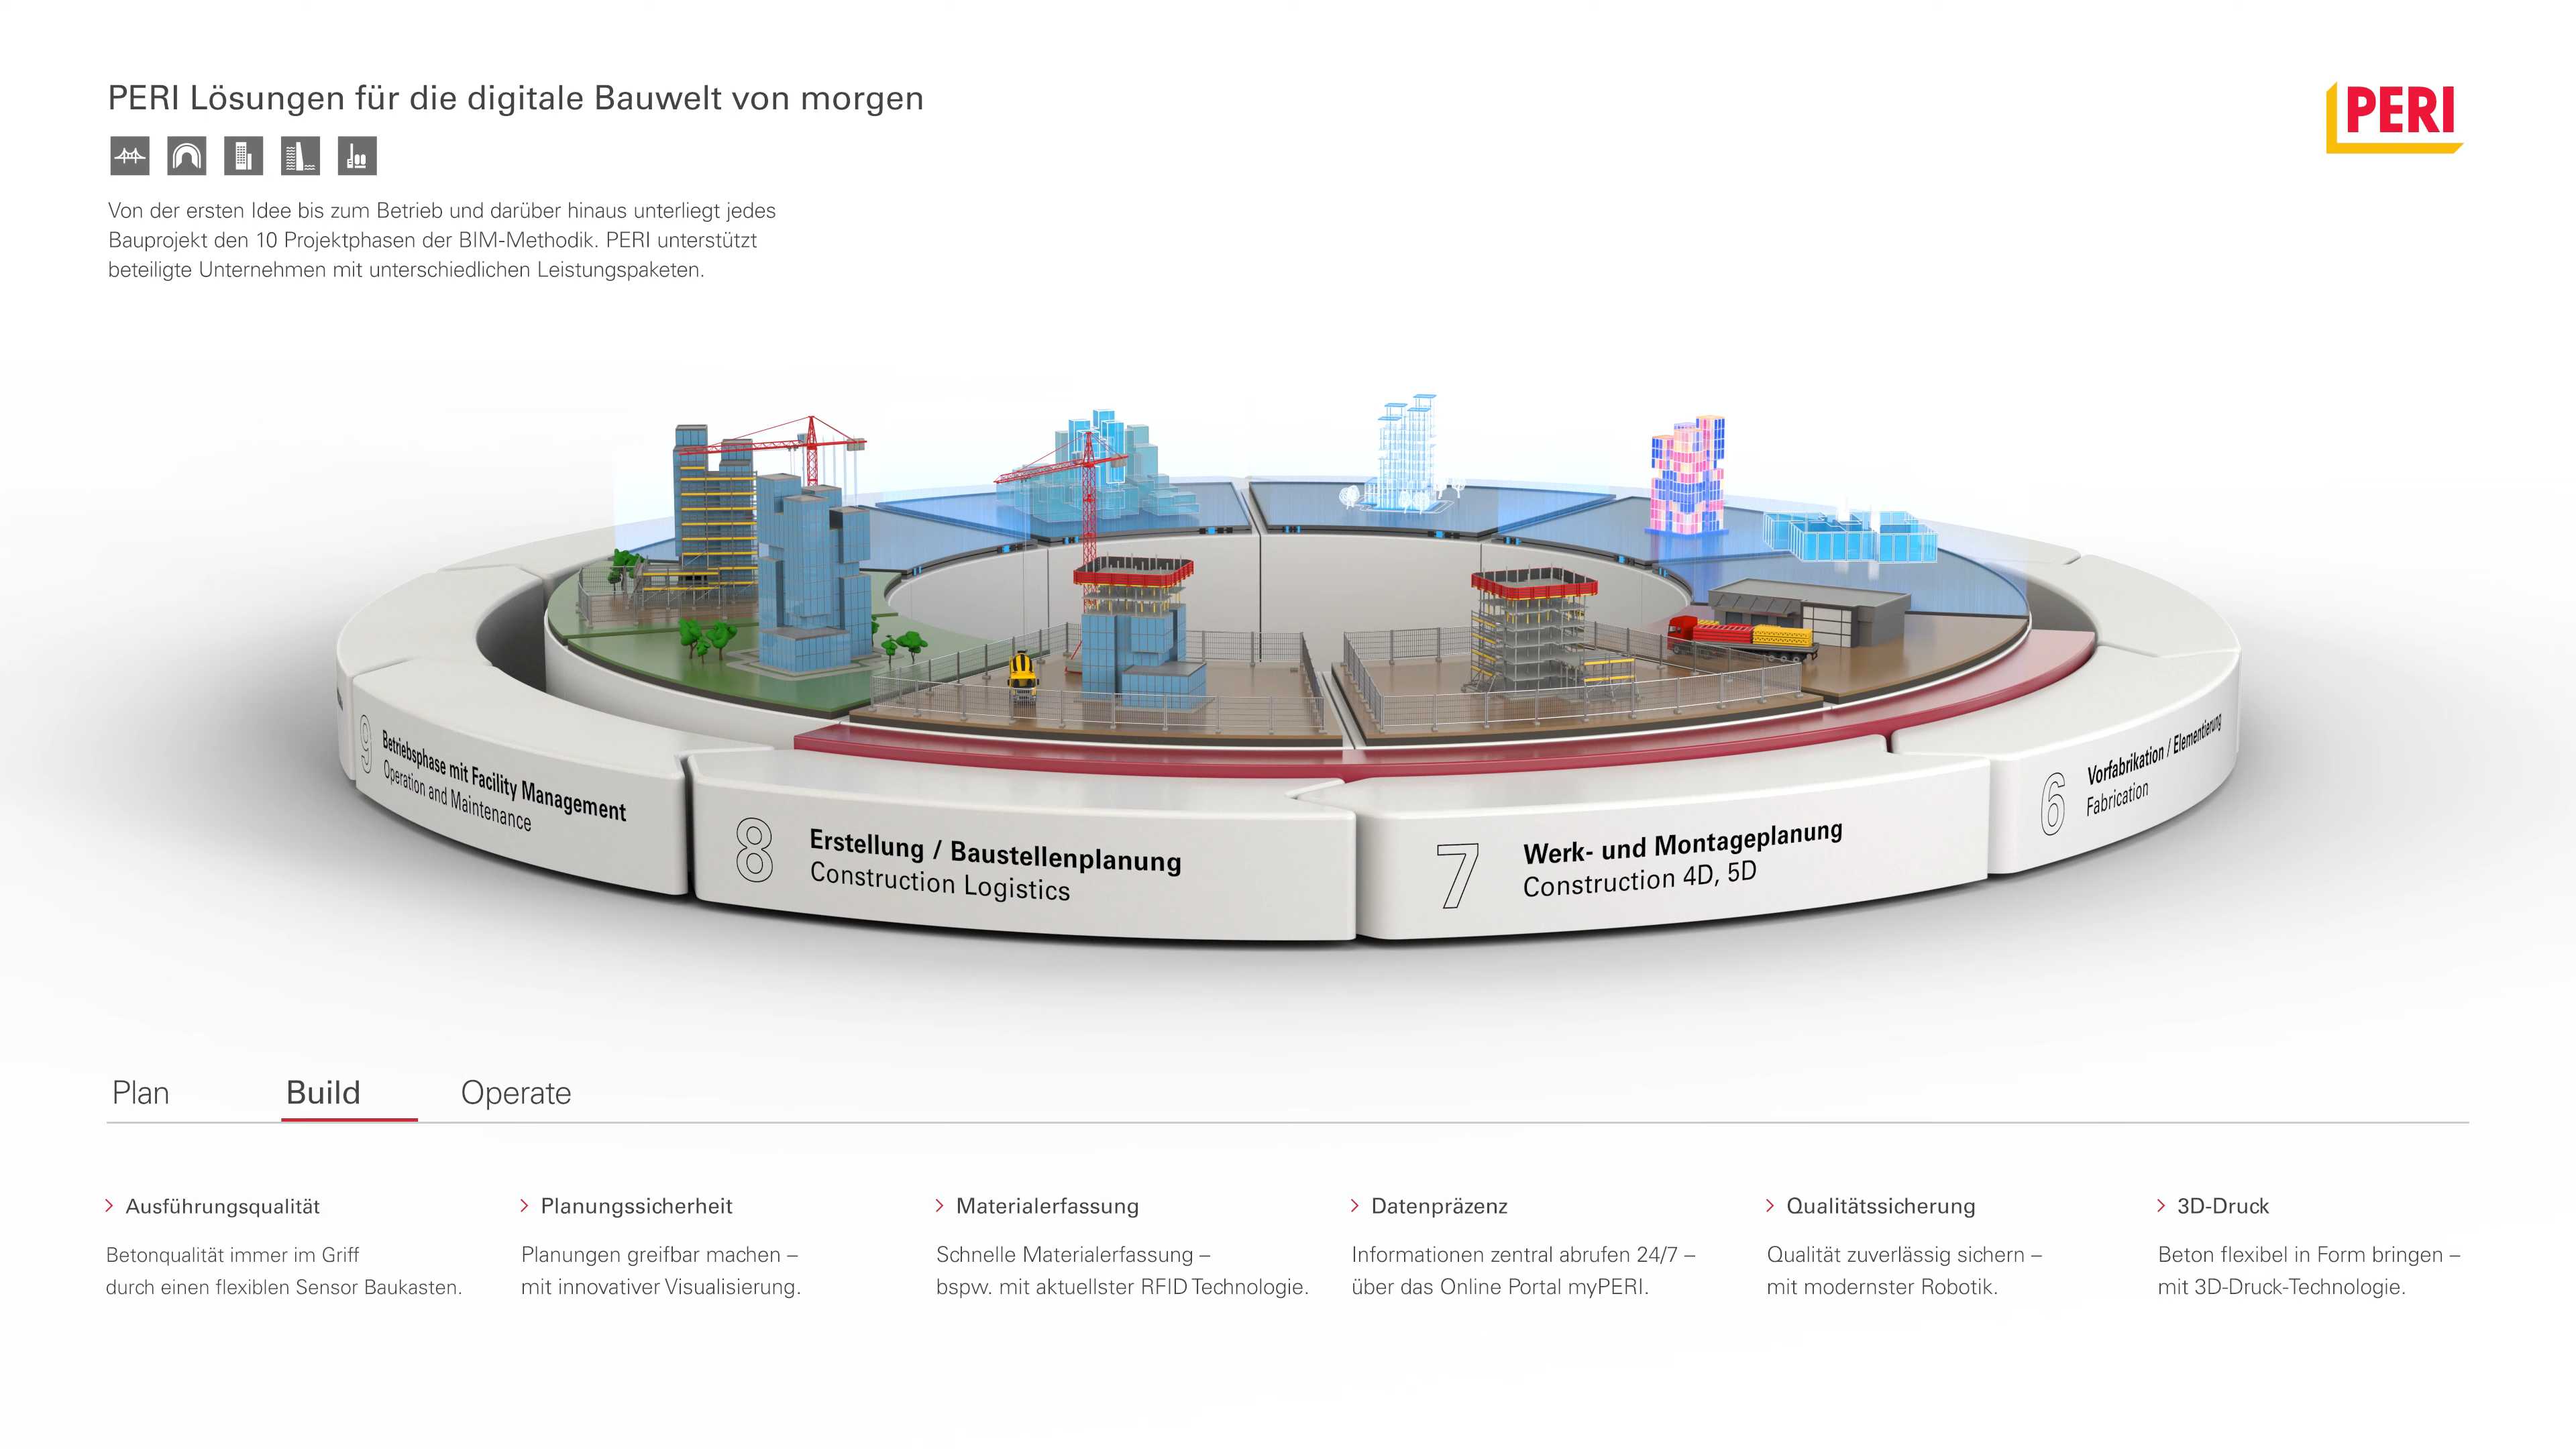 PERI Lösungen für die digitale Bauwelt von morgen
PERI
Von der ersten Idee bis zum Betrieb und darüber hinaus unterliegt jedes
Bauprojekt den 10 Projektphasen der BIM-Methodik. PERI unterstützt
beteiligte Unternehmen mit unterschiedlichen Leistungspaketen.
9
Betriebsphase mit Facility Management
Operation and Maintenance
8
Erstellung / Baustellenplanung
Construction Logistics
7
Werk- und Montageplanung
Construction 4D, 5D
6
Vorfabrikation / Elementierung
Fabrication
Plan
Build
Operate
Ausführungsqualität
Betonqualität immer im Griff
durch einen flexiblen Sensor Baukasten.
Planungssicherheit
Planungen greifbar machen –
mit innovativer Visualisierung.
Materialerfassung
Schnelle Materialerfassung –
bspw. mit aktuellster RFID Technologie.
Datenpräzenz
Informationen zentral abrufen 24/7 –
über das Online Portal myPERI.
Qualitätssicherung
Qualität zuverlässig sichern –
mit modernster Robotik.
3D-Druck
Beton flexibel in Form bringen –
mit 3D-Druck-Technologie.